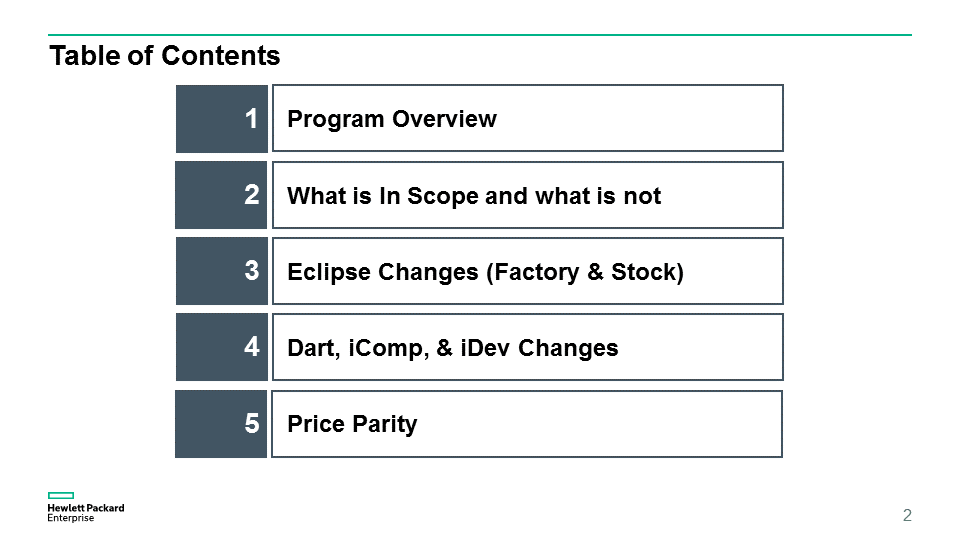 Table of Contents
1 Program Overview
2 What is In Scope and what is not
3 Eclipse Changes (Factory & Stock)
4 Dart, iComp, & iDev Changes
5 Price Parity
Hewlett Packard
Enterprise
2